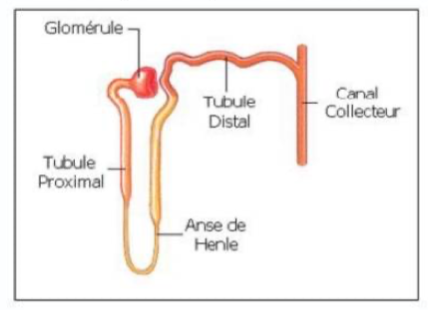 Glomérule
Tubule
Distal
Canal
Collecteur
Tubule
Proximal
Anse de
Henle